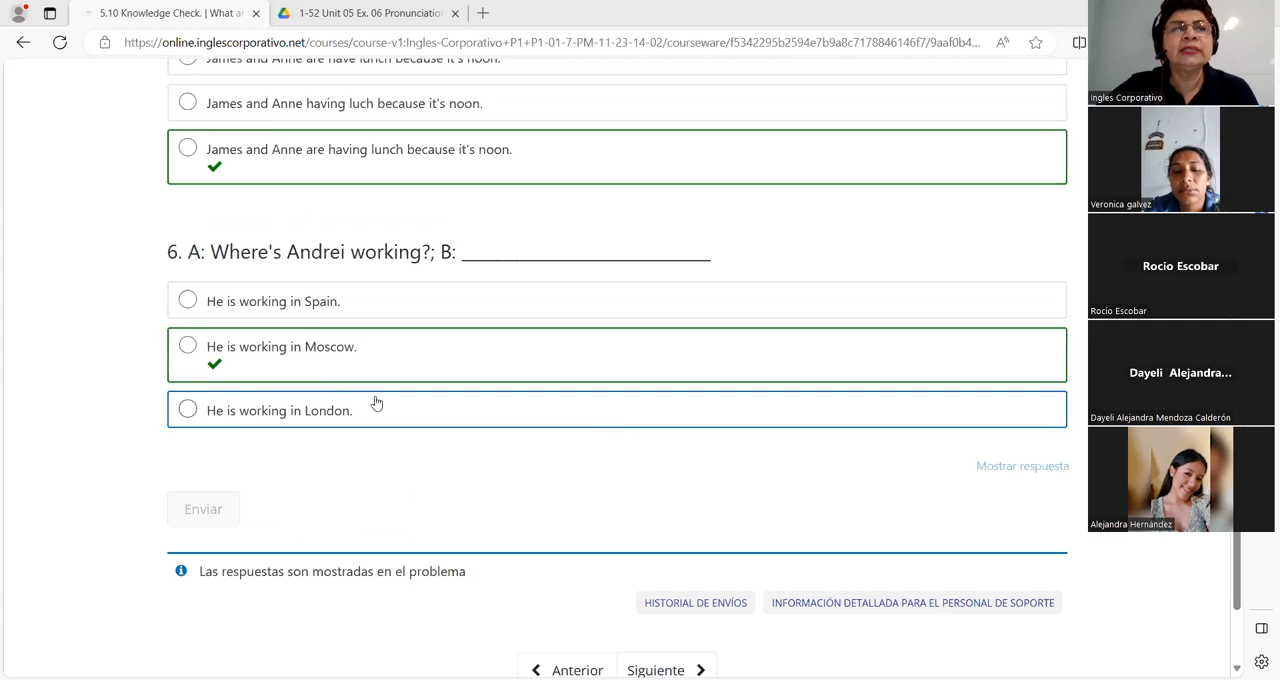 5.10 Knowledge Check. | What ar
1-52 Unit 05 Ex. 06 Pronunciation
https://online.inglescorporativo.net/courses/course-v1:Ingles-Corporativo+P1+P1-01-7-PM-11-23-14-02/courseware/f5342295b2594e7b9a8c7178846146f7/9aaf0b4...
James and Anne are have lunch because it's noon.
James and Anne having luch because it's noon.
James and Anne are having lunch because it's noon.
6. A: Where's Andrei working?; B: ____________________________
He is working in Spain.
He is working in Moscow.
He is working in London.
Mostrar respuesta
Enviar
Las respuestas son mostradas en el problema
HISTORIAL DE ENVÍOS
INFORMACIÓN DETALLADA PARA EL PERSONAL DE SOPORTE
Anterior
Siguiente
Ingles Corporativo
Veronica galvez
Rocio Escobar
Rocio Escobar
Dayeli Alejandra...
Dayeli Alejandra Mendoza Calderón
Alejandra Hernández